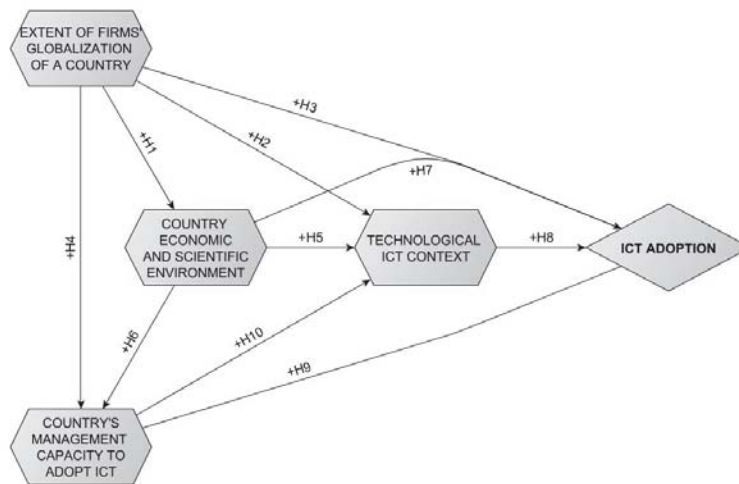 EXTENT OF FIRMS'
GLOBALIZATION
OF A COUNTRY
+H3
+H2
+H1
+H7
+H4
COUNTRY
ECONOMIC
AND SCIENTIFIC
ENVIRONMENT
+H5
TECHNOLOGICAL
ICT CONTEXT
+H8
ICT ADOPTION
+H6
+H10
+H9
COUNTRY'S
MANAGEMENT
CAPACITY TO
ADOPT ICT